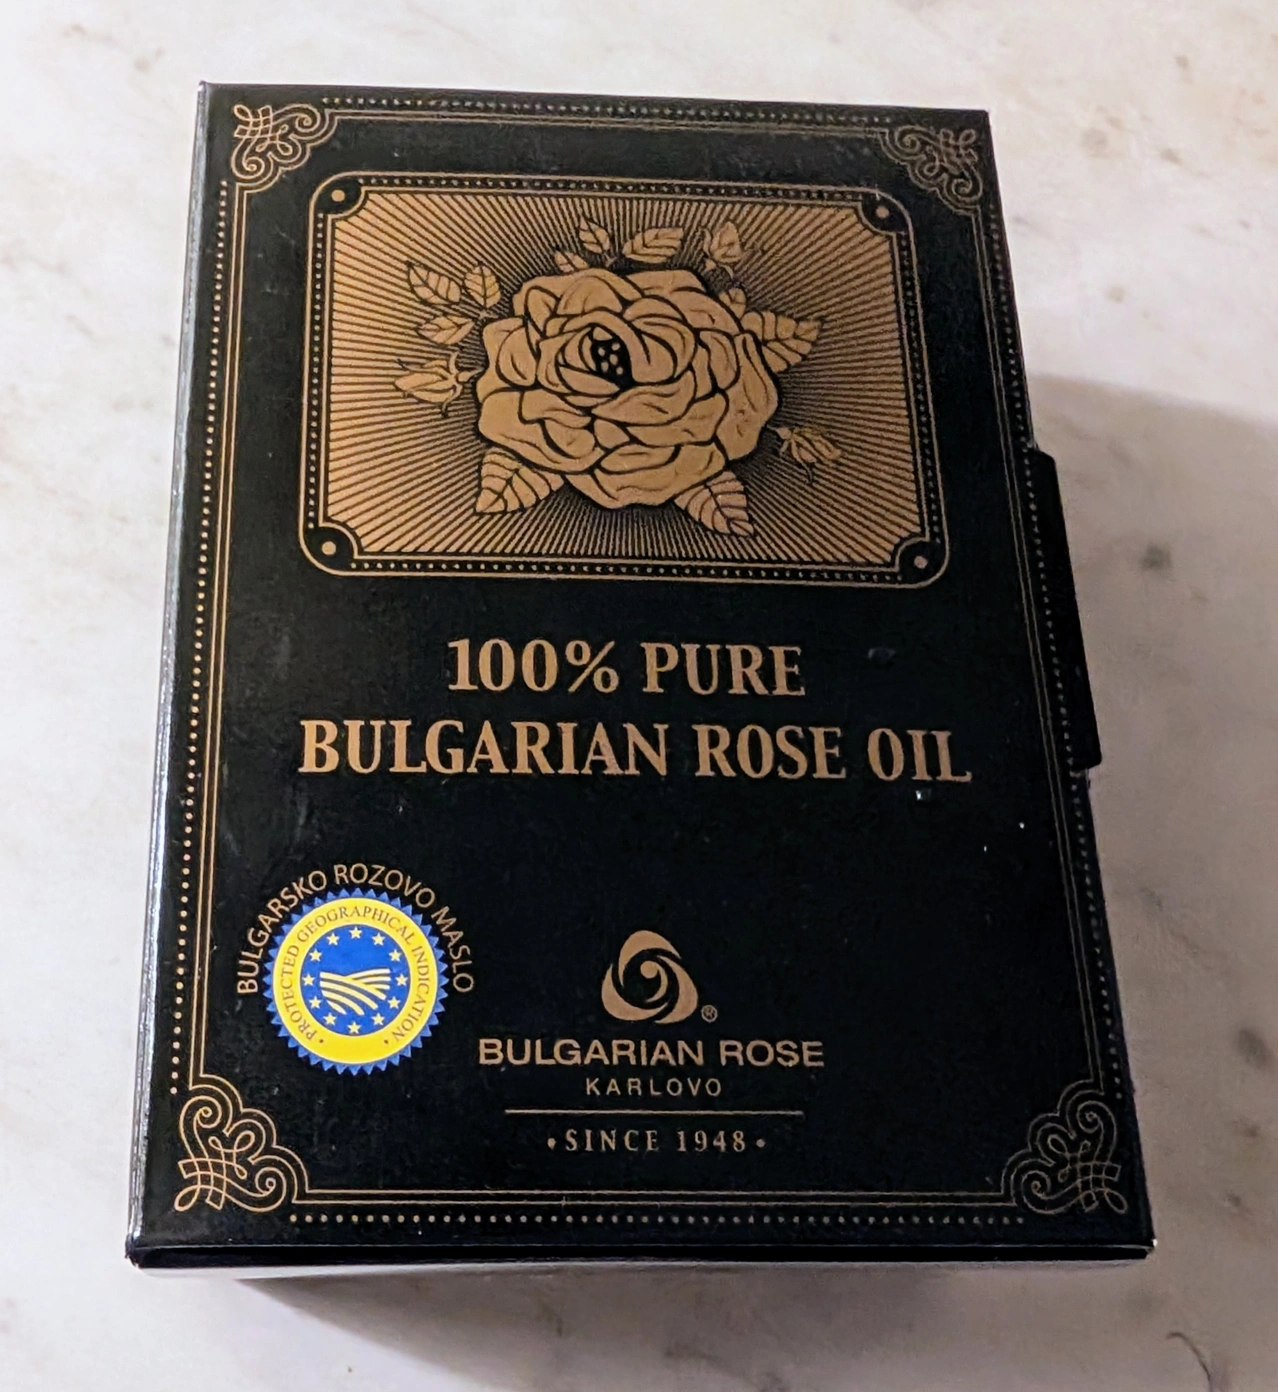 100% PURE
BULGARIAN ROSE OIL
BULGARSKO ROZOVO MASLO
PROTECTED GEOGRAPHICAL INDICATION
®
BULGARIAN ROSE
KARLOVO
•SINCE 1948•